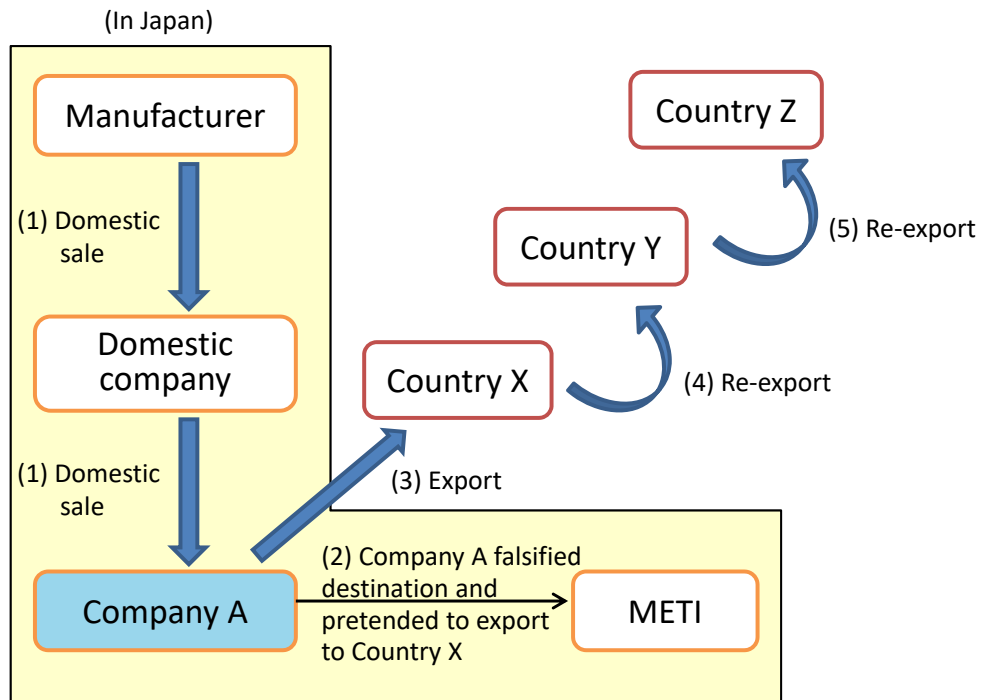 (In Japan)
Manufacturer
(1) Domestic
sale
Domestic
company
(1) Domestic
sale
Company A
(2) Company A falsified
destination and
pretended to export
to Country X
METI
(3) Export
Country X
(4) Re-export
Country Y
(5) Re-export
Country Z